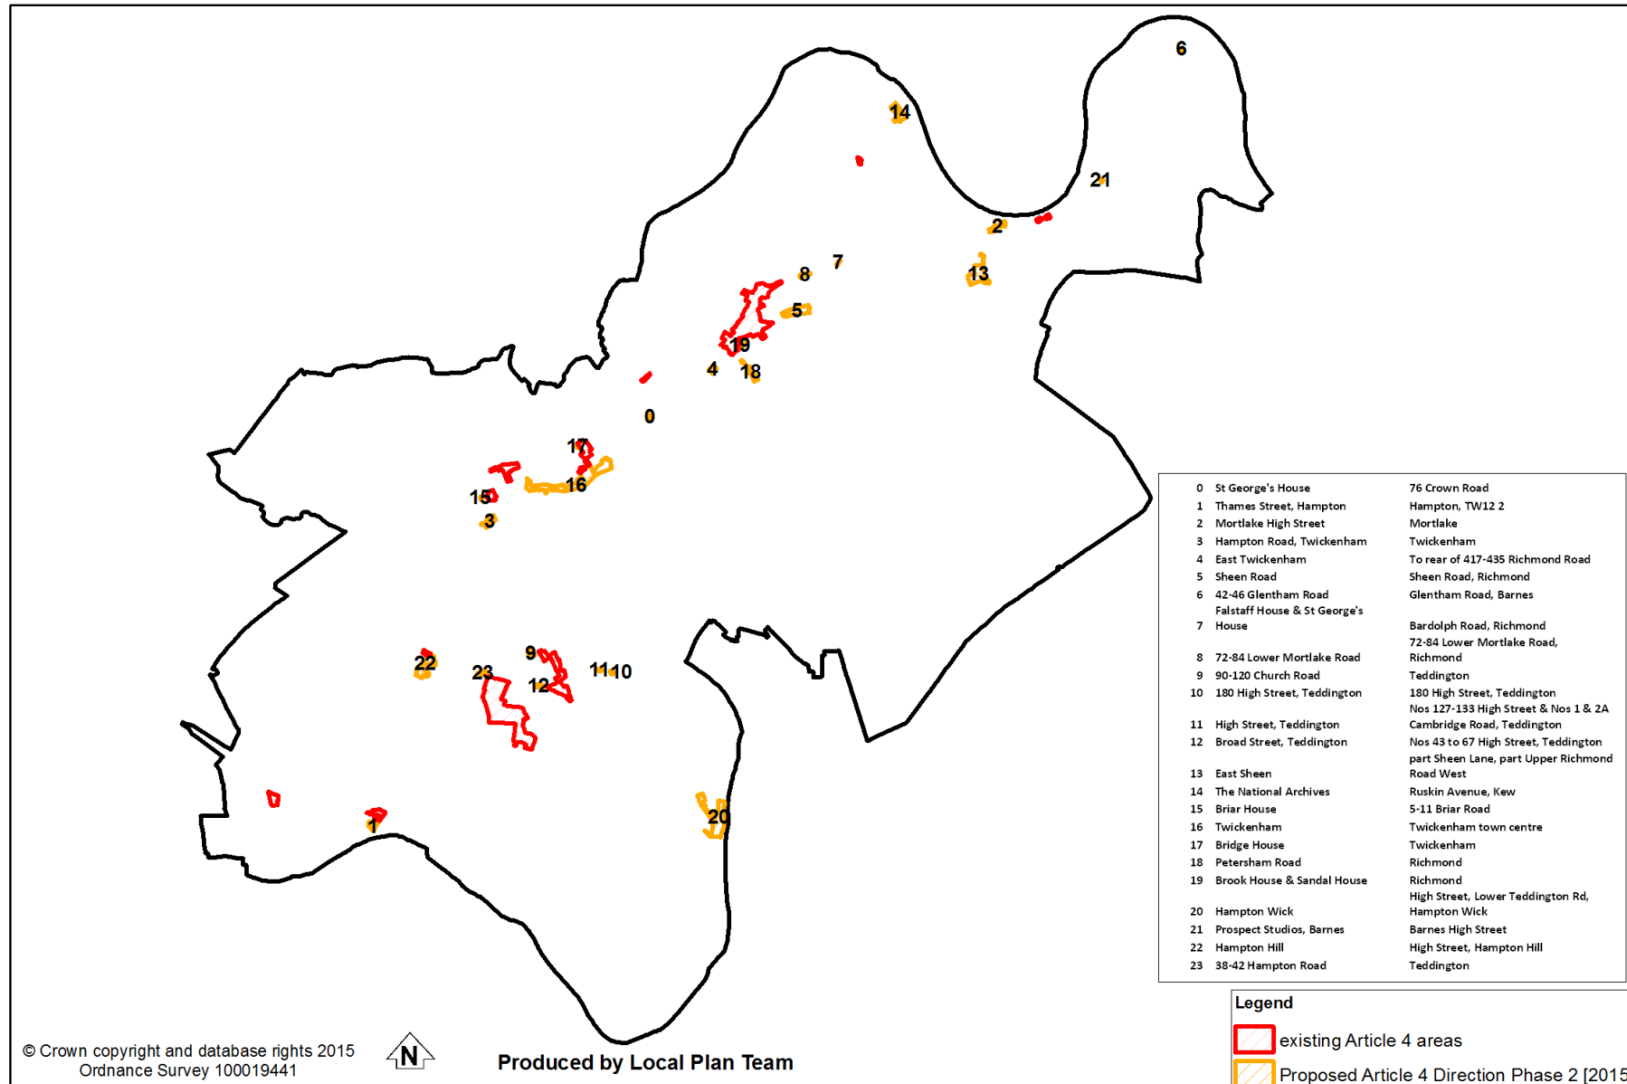 6
14
21
2
7
8
13
5
19
4
18
0
17
16
15
3
9
22
23
11 10
12
20
1
0 St George's House 76 Crown Road
1 Thames Street, Hampton Hampton, TW12 2
2 Mortlake High Street Mortlake
3 Hampton Road, Twickenham Twickenham
4 East Twickenham To rear of 417-435 Richmond Road
5 Sheen Road Sheen Road, Richmond
6 42-46 Glentham Road Glentham Road, Barnes
Falstaff House & St George's
7 House Bardolph Road, Richmond
72-84 Lower Mortlake Road,
8 72-84 Lower Mortlake Road Richmond
9 90-120 Church Road Teddington
10 180 High Street, Teddington 180 High Street, Teddington
Nos 127-133 High Street & Nos 1 & 2A
11 High Street, Teddington Cambridge Road, Teddington
12 Broad Street, Teddington Nos 43 to 67 High Street, Teddington
part Sheen Lane, part Upper Richmond
13 East Sheen Road West
14 The National Archives Ruskin Avenue, Kew
15 Briar House 5-11 Briar Road
16 Twickenham Twickenham town centre
17 Bridge House Twickenham
18 Petersham Road Richmond
19 Brook House & Sandal House Richmond
High Street, Lower Teddington Rd,
20 Hampton Wick Hampton Wick
21 Prospect Studios, Barnes Barnes High Street
22 Hampton Hill High Street, Hampton Hill
23 38-42 Hampton Road Teddington
Legend
existing Article 4 areas
Proposed Article 4 Direction Phase 2 [2015
© Crown copyright and database rights 2015
Ordnance Survey 100019441
N
Produced by Local Plan Team